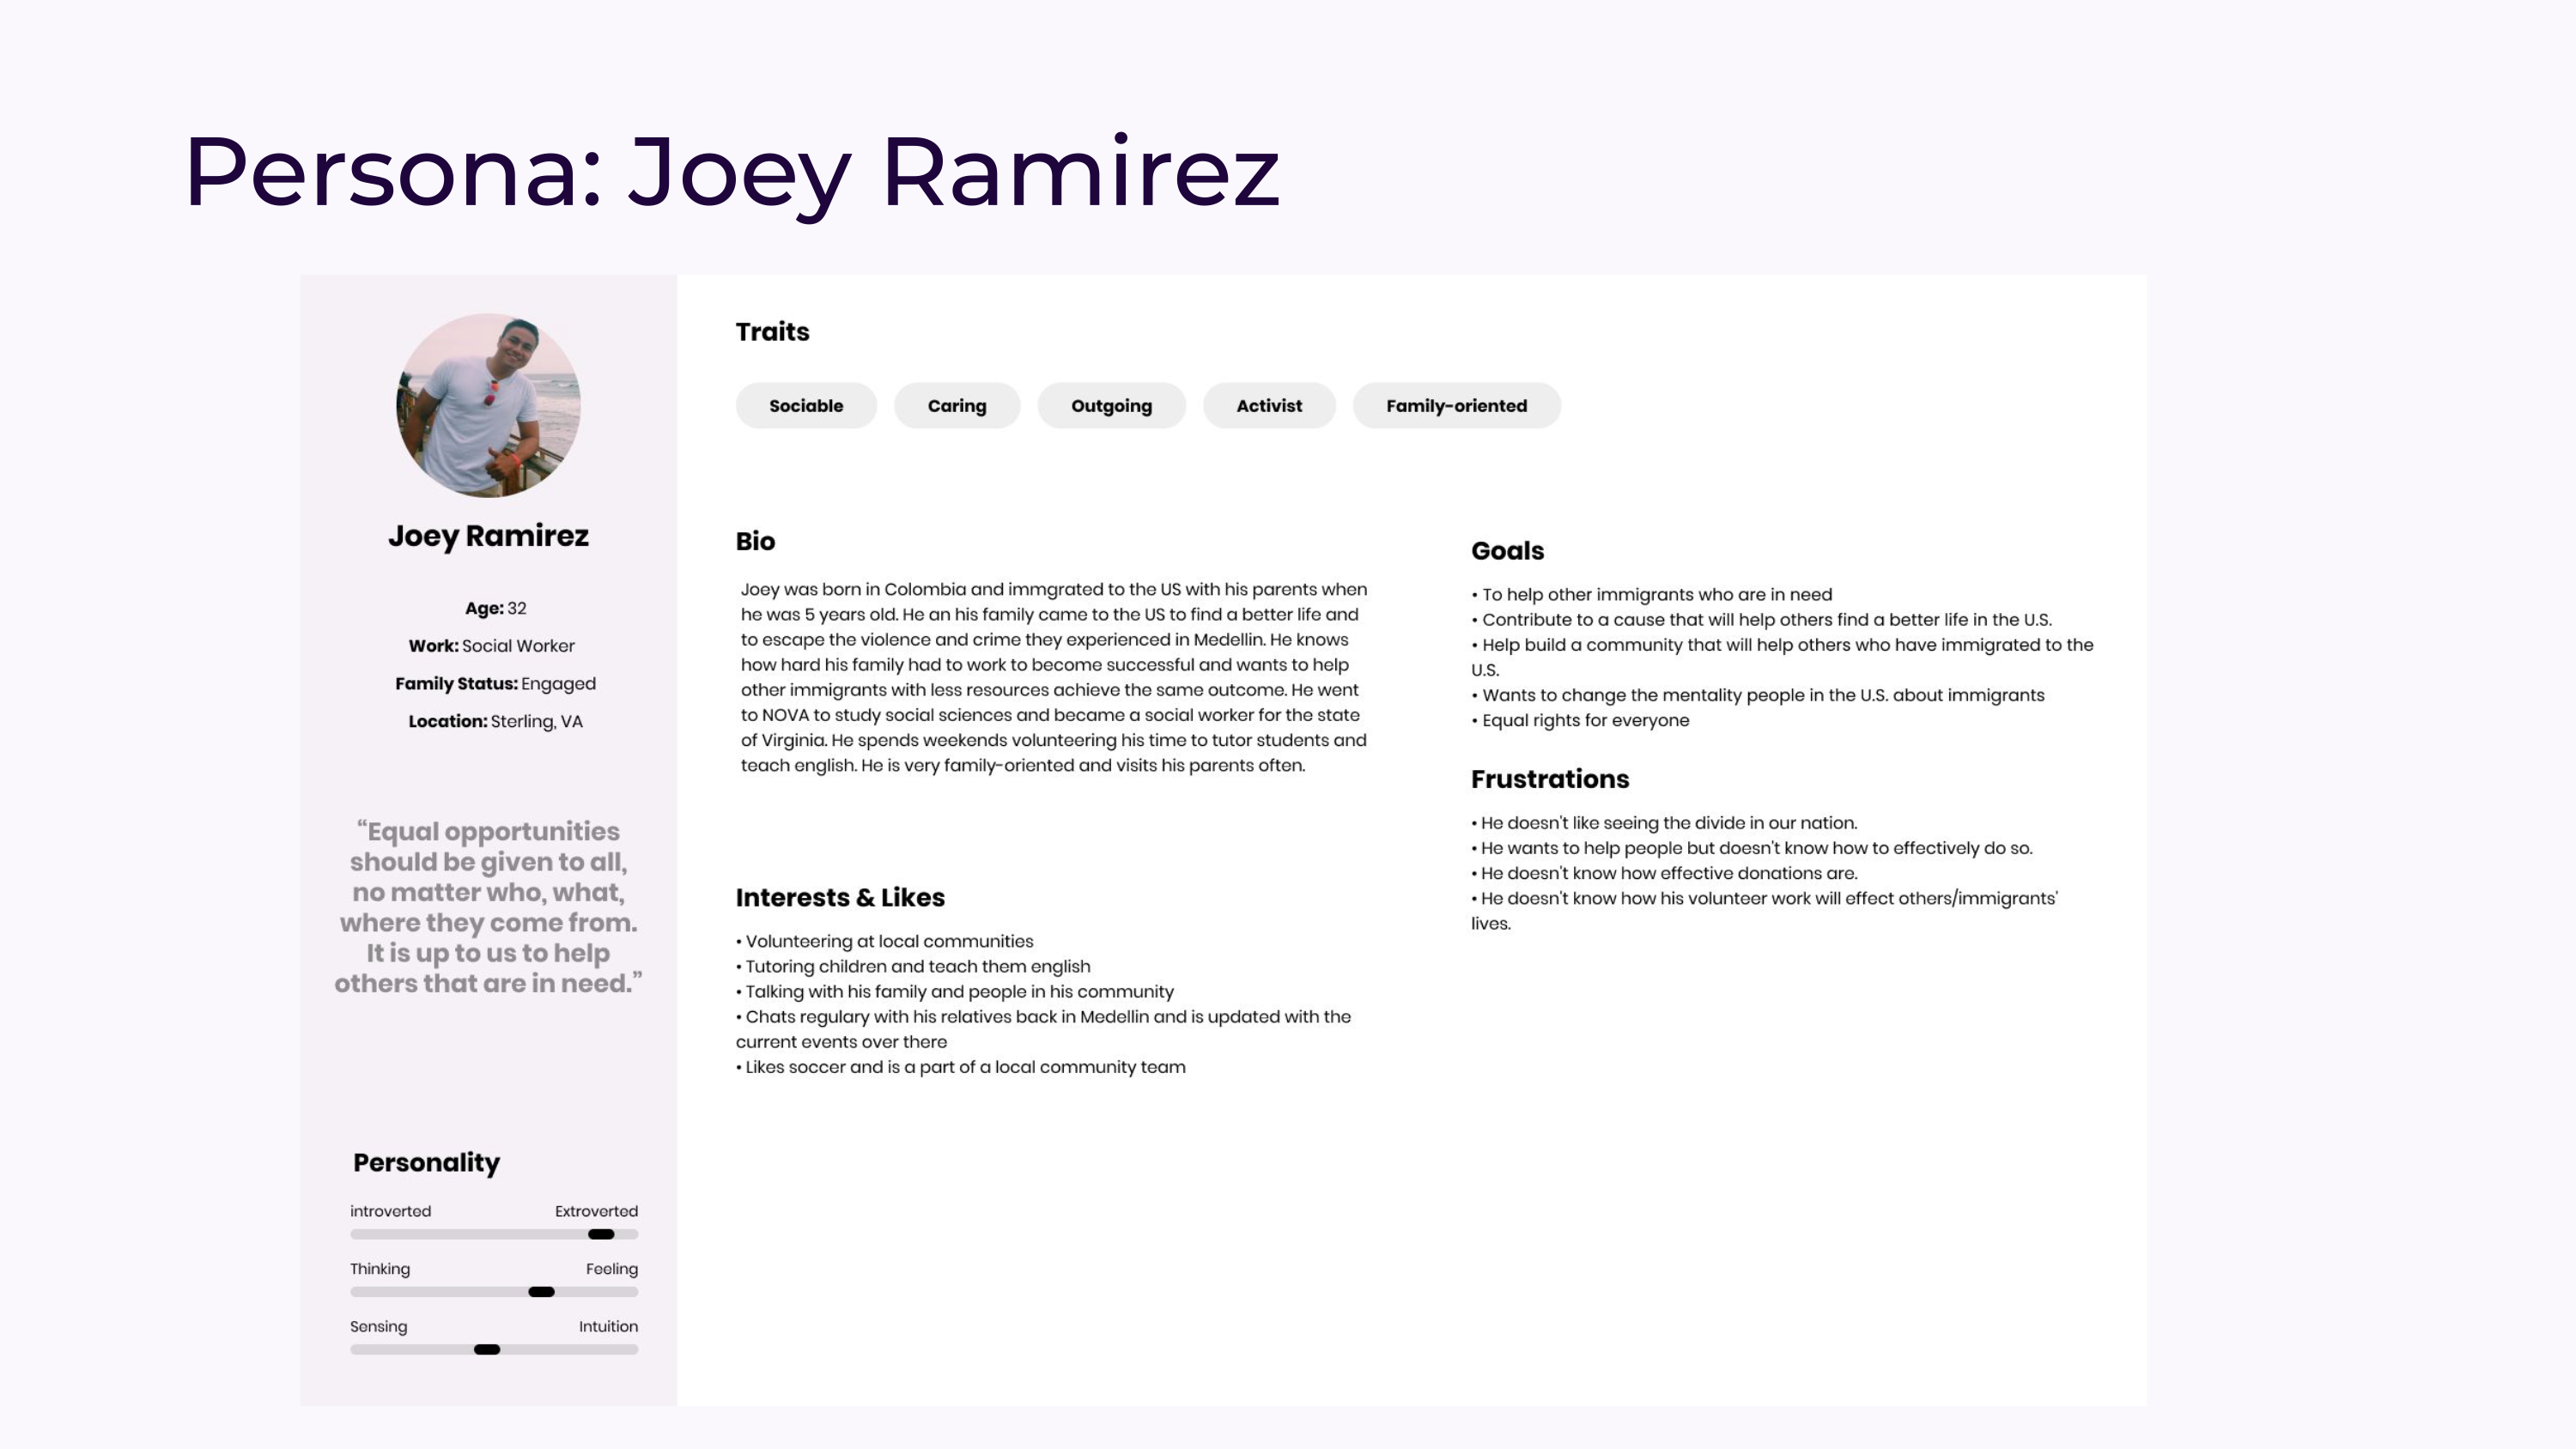 Persona: Joey Ramirez
Joey Ramirez
Age: 32
Work: Social Worker
Family Status: Engaged
Location: Sterling, VA
“Equal opportunities
should be given to all,
no matter who, what,
where they come from.
It is up to us to help
others that are in need.”
Personality
introverted Extroverted
Thinking Feeling
Sensing Intuition
Traits
Sociable Caring Outgoing Activist Family-oriented
Bio
Joey was born in Colombia and immgrated to the US with his parents when
he was 5 years old. He an his family came to the US to find a better life and
to escape the violence and crime they experienced in Medellin. He knows
how hard his family had to work to become successful and wants to help
other immigrants with less resources achieve the same outcome. He went
to NOVA to study social sciences and became a social worker for the state
of Virginia. He spends weekends volunteering his time to tutor students and
teach english. He is very family-oriented and visits his parents often.
Interests & Likes
• Volunteering at local communities
• Tutoring children and teach them english
• Talking with his family and people in his community
• Chats regulary with his relatives back in Medellin and is updated with the
current events over there
• Likes soccer and is a part of a local community team
Goals
• To help other immigrants who are in need
• Contribute to a cause that will help others find a better life in the U.S.
• Help build a community that will help others who have immigrated to the
U.S.
• Wants to change the mentality people in the U.S. about immigrants
• Equal rights for everyone
Frustrations
• He doesn't like seeing the divide in our nation.
• He wants to help people but doesn't know how to effectively do so.
• He doesn't know how effective donations are.
• He doesn't know how his volunteer work will effect others/immigrants'
lives.